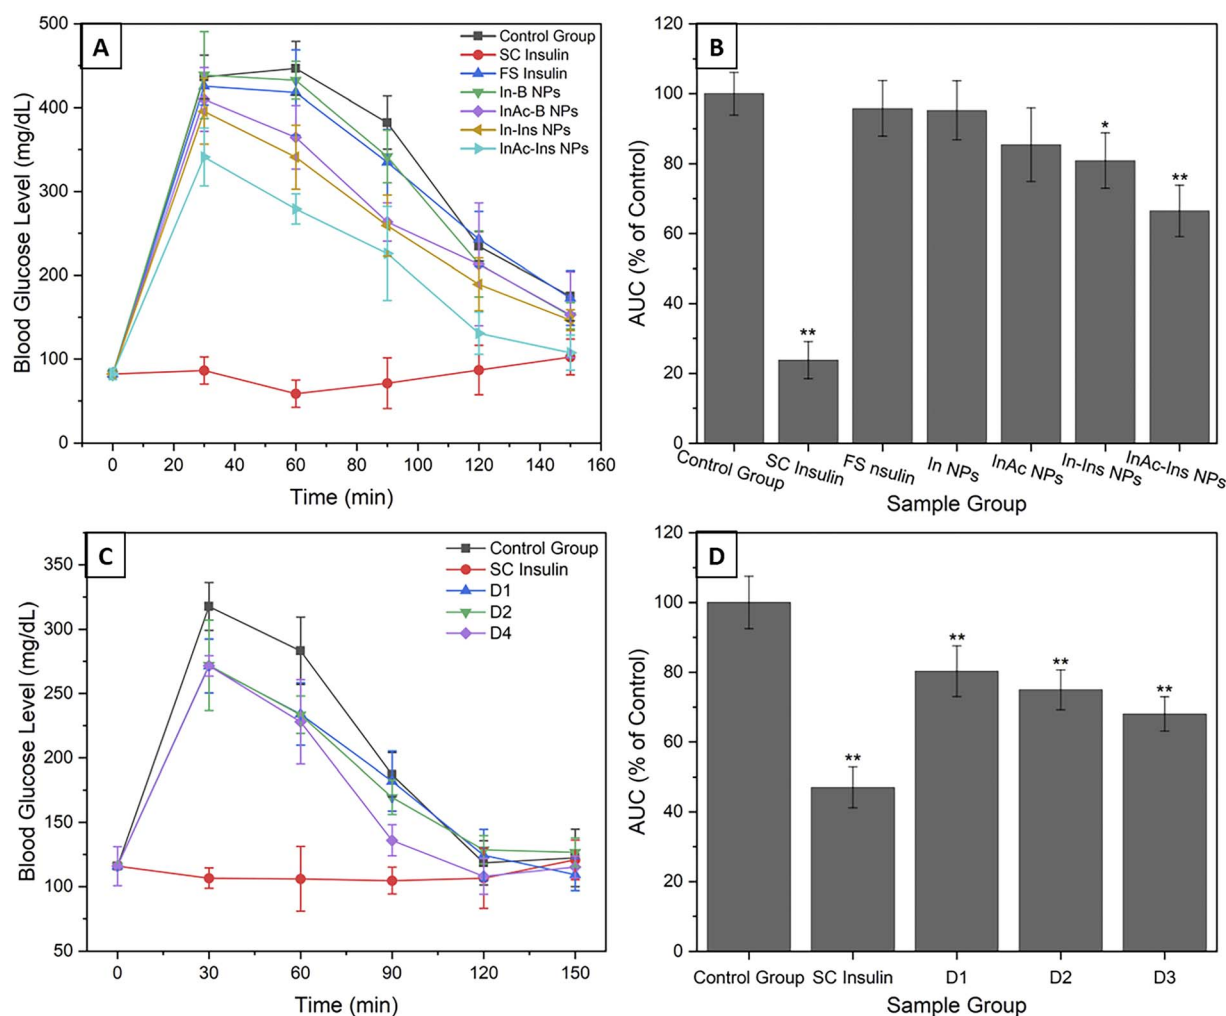 A
Blood Glucose Level (mg/dL)
500
400
300
200
100
0
Control Group
SC Insulin
FS Insulin
In-B NPs
InAc-B NPs
In-Ins NPs
InAc-Ins NPs
0 20 40 60 80 100 120 140 160
Time (min)
B
AUC (% of Control)
120
100
80
60
40
20
0
**
*
**
Control Group SC Insulin FS nsulin In NPs InAc NPs In-Ins NPs InAc-Ins NPs
Sample Group
C
Blood Glucose Level (mg/dL)
350
300
250
200
150
100
50
Control Group
SC Insulin
D1
D2
D4
0 30 60 90 120 150
Time (min)
D
AUC (% of Control)
120
100
80
60
40
20
0
**
**
**
**
Control Group SC Insulin D1 D2 D3
Sample Group